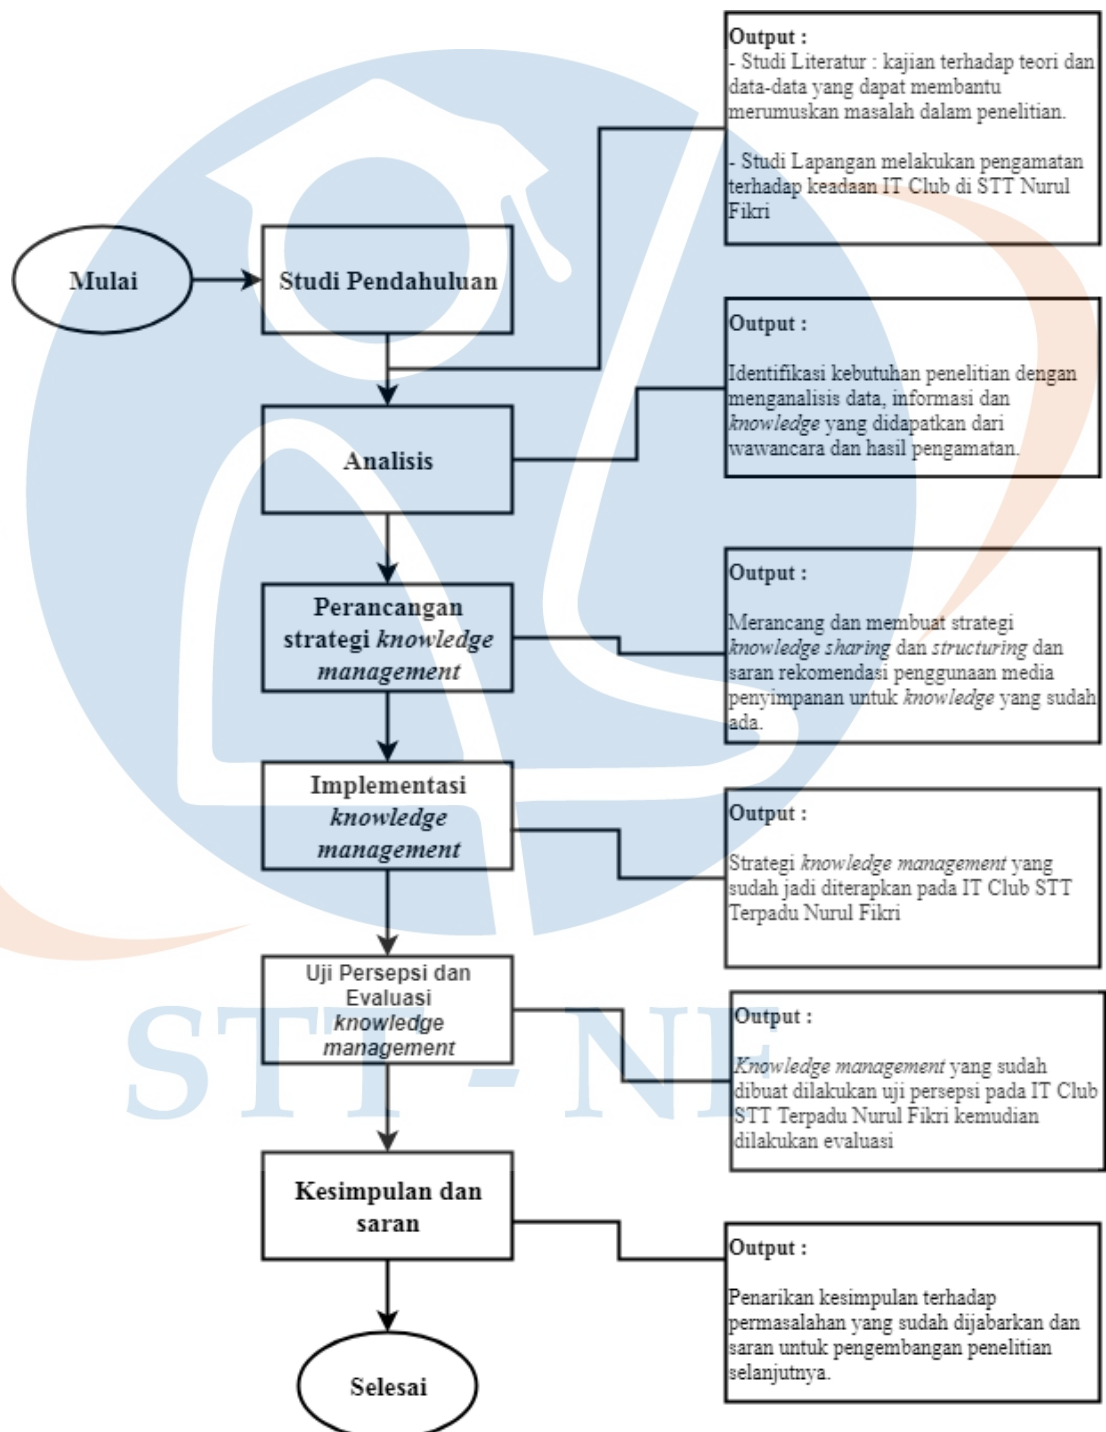 Output :
- Studi Literatur : kajian terhadap teori dan
data-data yang dapat membantu
merumuskan masalah dalam penelitian.
- Studi Lapangan melakukan pengamatan
terhadap keadaan IT Club di STT Nurul
Fikri
Mulai
Studi Pendahuluan
Output :
Identifikasi kebutuhan penelitian dengan
menganalisis data, informasi dan
knowledge yang didapatkan dari
wawancara dan hasil pengamatan.
Analisis
Output :
Merancang dan membuat strategi
knowledge sharing dan structuring dan
saran rekomendasi penggunaan media
penyimpanan untuk knowledge yang sudah
ada.
Perancangan
strategi knowledge
management
Implementasi
knowledge
management
Output :
Strategi knowledge management yang
sudah jadi diterapkan pada IT Club STT
Terpadu Nurul Fikri
Uji Persepsi dan
Evaluasi
knowledge
management
Output :
Knowledge management yang sudah
dibuat dilakukan uji persepsi pada IT Club
STT Terpadu Nurul Fikri kemudian
dilakukan evaluasi
STT - NF
Kesimpulan dan
saran
Output :
Penarikan kesimpulan terhadap
permasalahan yang sudah dijabarkan dan
saran untuk pengembangan penelitian
selanjutnya.
Selesai